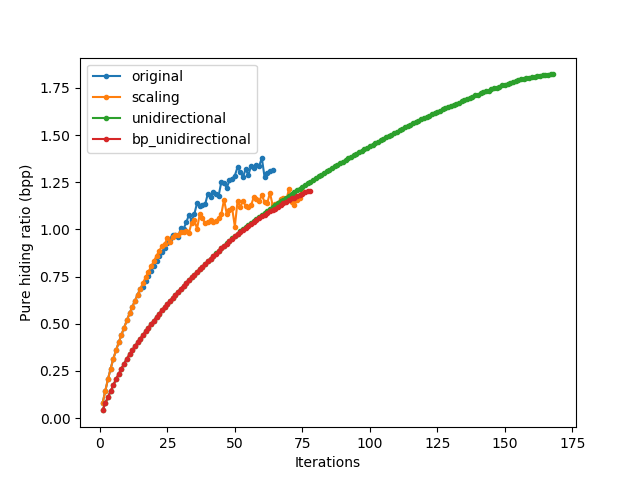 original
scaling
unidirectional
bp_unidirectional
Pure hiding ratio (bpp)
1.75
1.50
1.25
1.00
0.75
0.50
0.25
0.00
0 25 50 75 100 125 150 175
Iterations